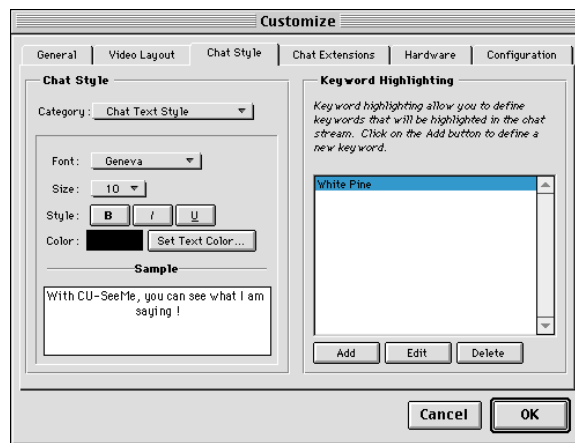 Customize
General
Video Layout
Chat Style
Chat Extensions
Hardware
Configuration
Chat Style
Category: Chat Text Style
Font: Geneva
Size: 10
Style: B I U
Color: Set Text Color...
Sample
With CU-SeeMe, you can see what I am
saying !
Keyword Highlighting
Keyword highlighting allow you to define
keywords that will be highlighted in the chat
stream. Click on the Add button to define a
new keyword.
White Pine
Add
Edit
Delete
Cancel
OK